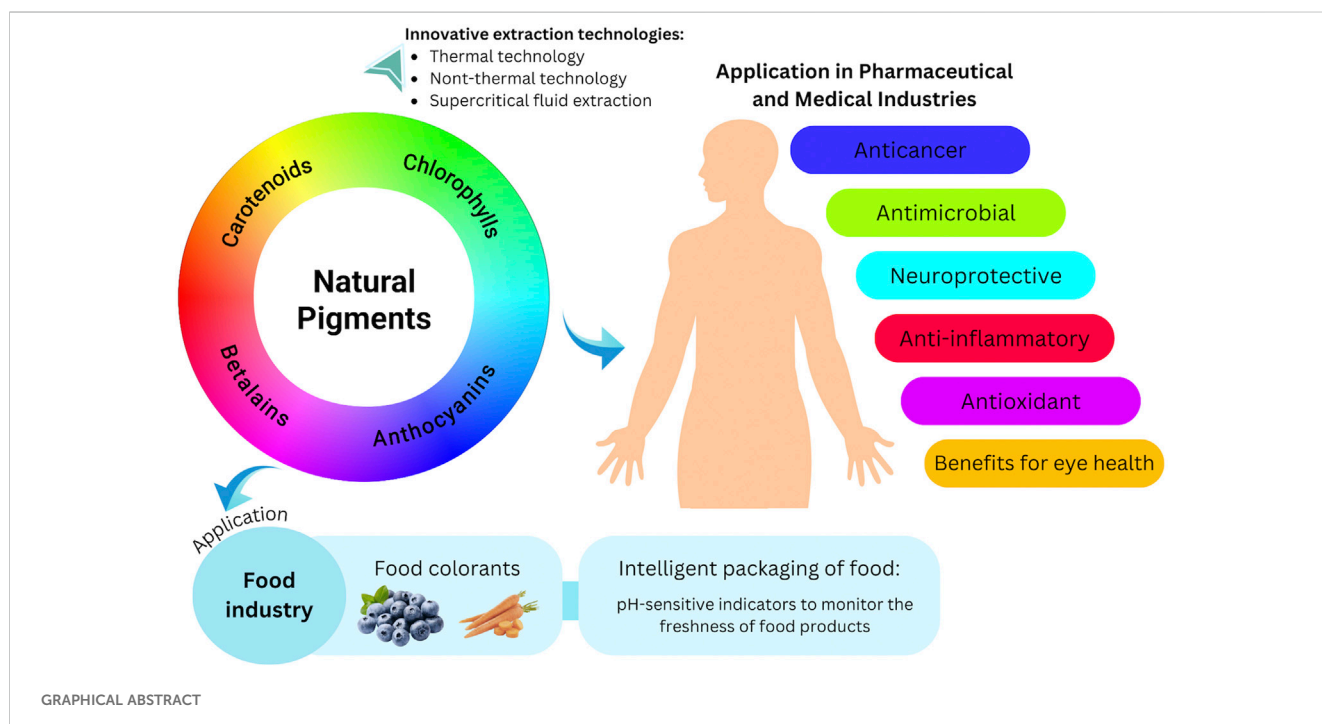 Innovative extraction technologies:
• Thermal technology
• Nont-thermal technology
• Supercritical fluid extraction
Application in Pharmaceutical
and Medical Industries
Carotenoids
Chlorophylls
Natural
Pigments
Betalains
Anthocyanins
Anticancer
Antimicrobial
Neuroprotective
Anti-inflammatory
Antioxidant
Benefits for eye health
Application
Food
industry
Food colorants
Intelligent packaging of food:
pH-sensitive indicators to monitor the
freshness of food products
GRAPHICAL ABSTRACT